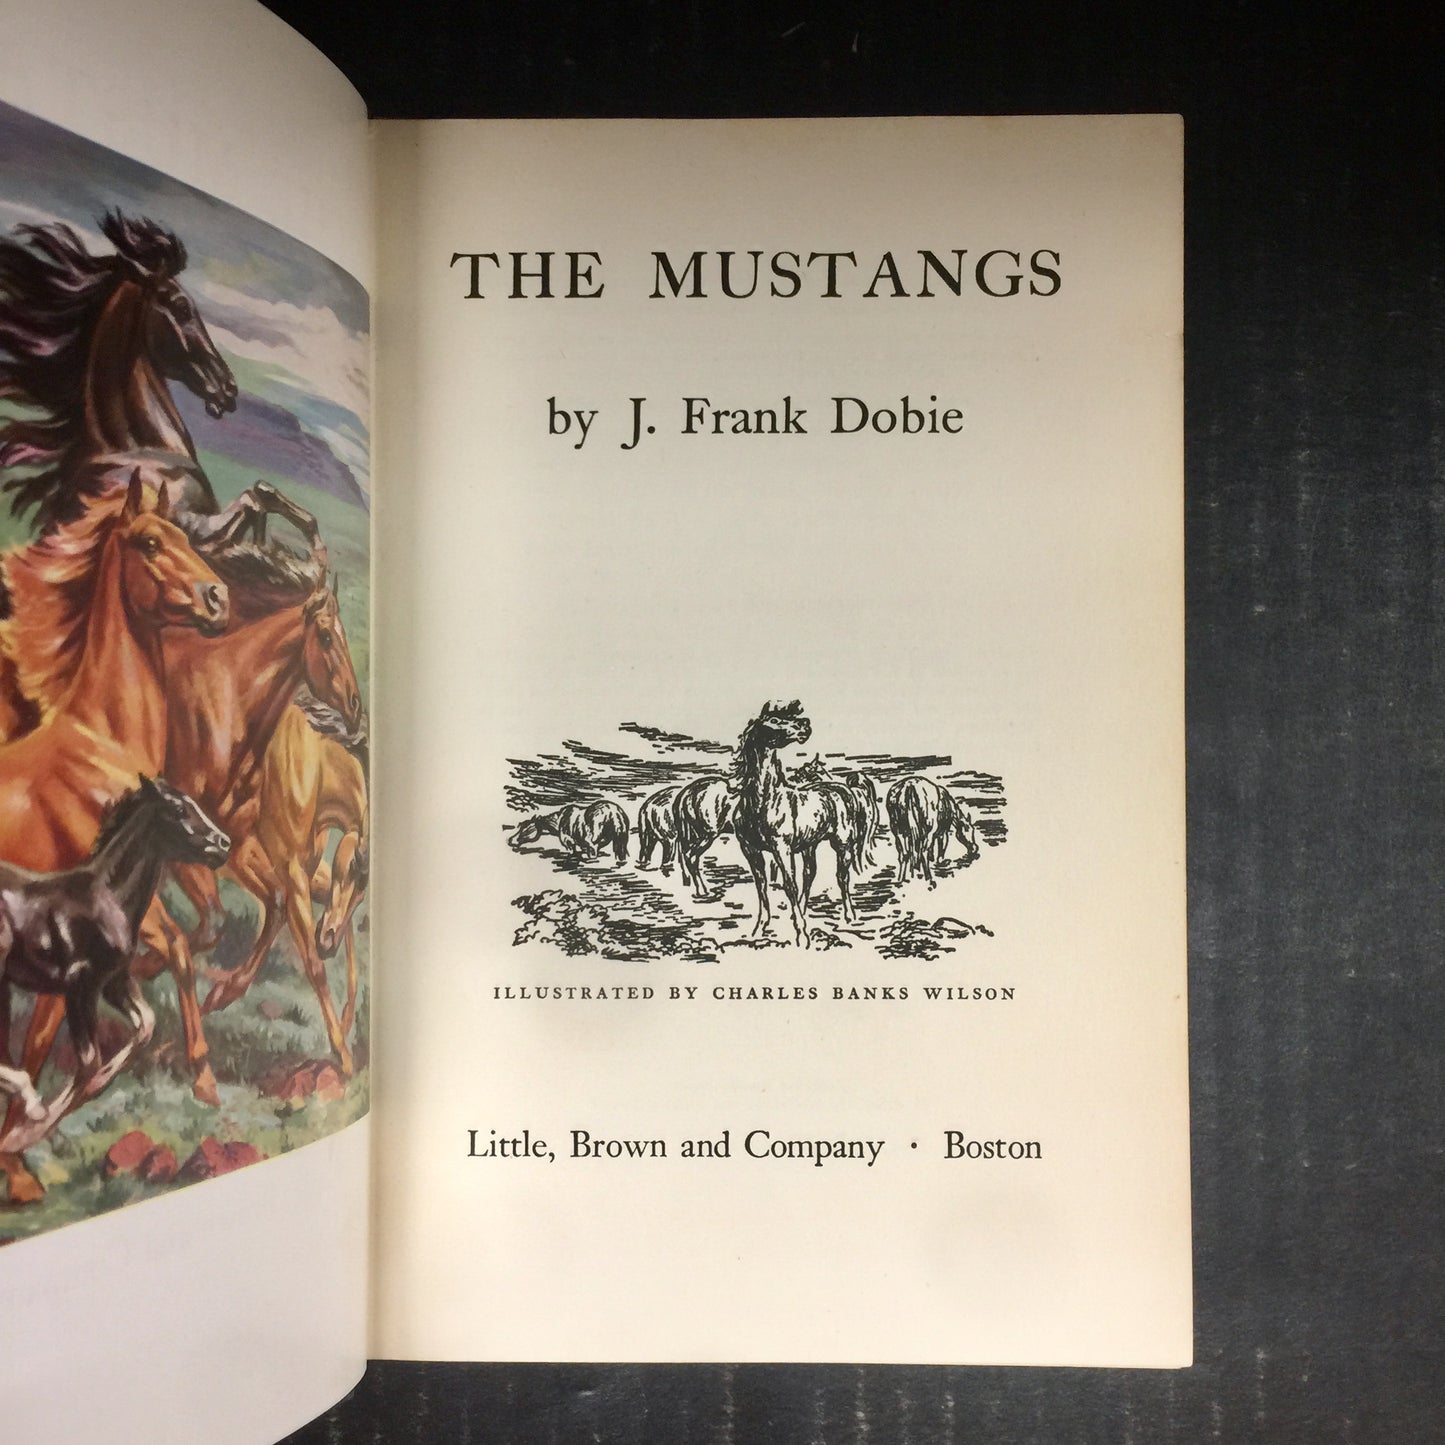 THE MUSTANGS
by J. Frank Dobie
ILLUSTRATED BY CHARLES BANKS WILSON
Little, Brown and Company · Boston